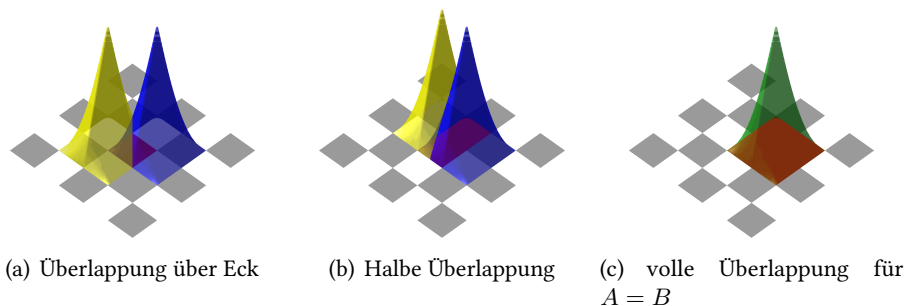 (a) Überlappung über Eck
(b) Halbe Überlappung
(c) volle Überlappung für
A = B